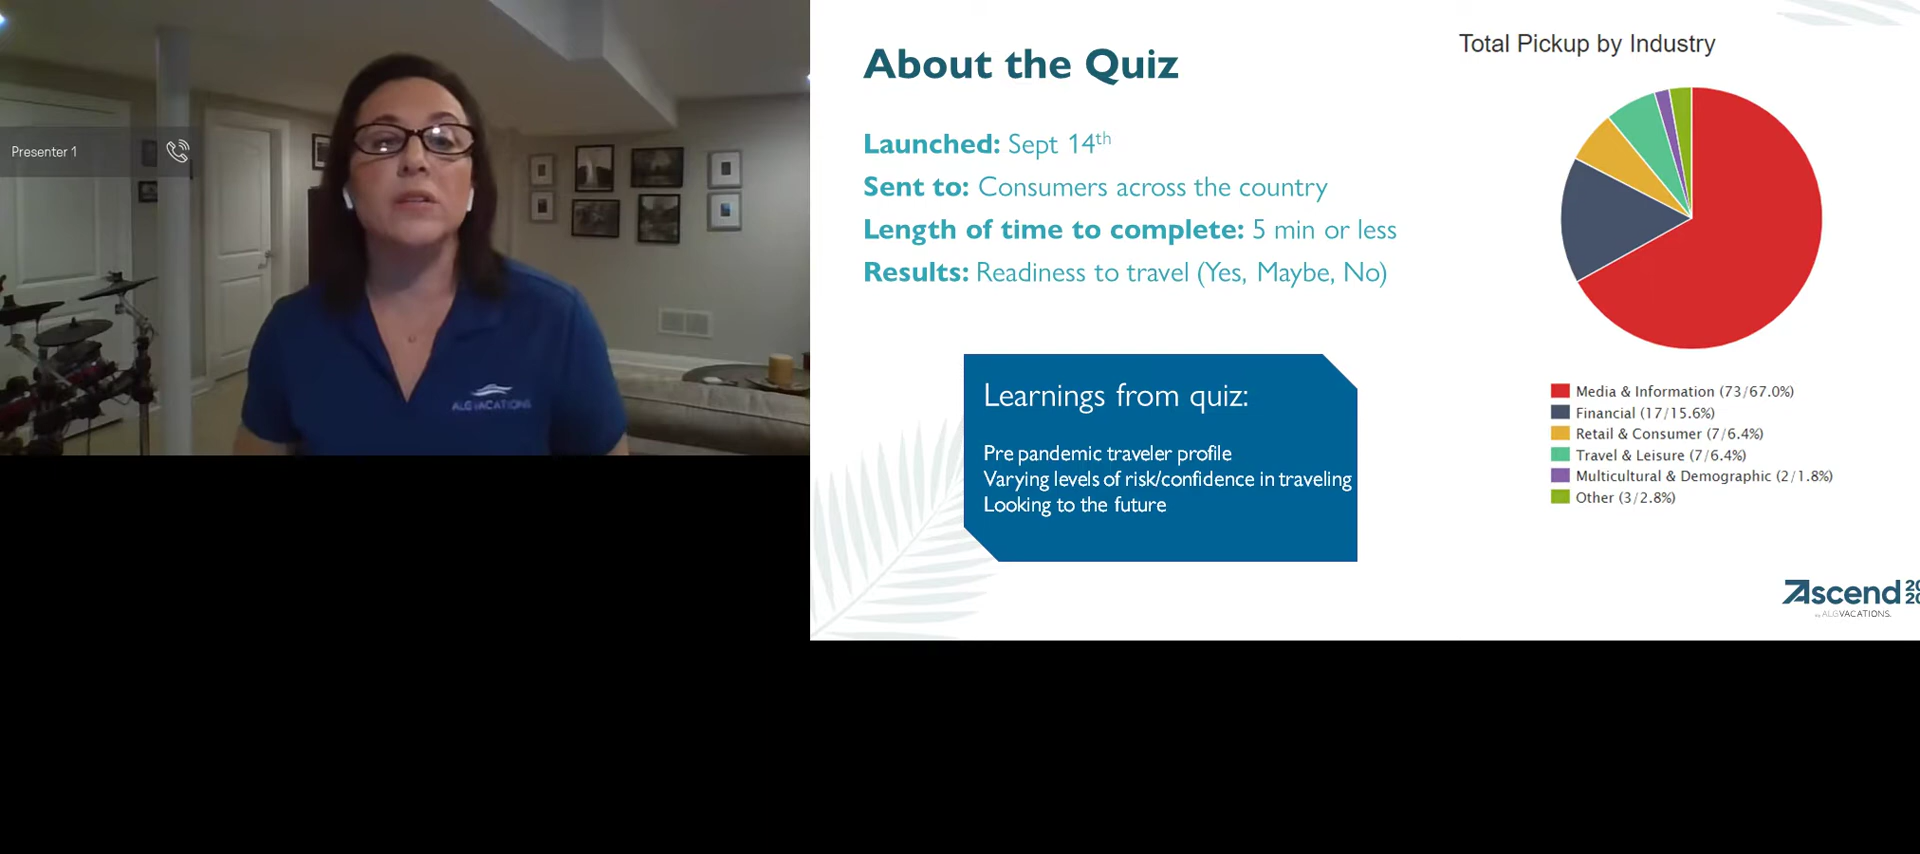 Presenter 1
ALGVACATIONS
About the Quiz
Launched: Sept 14th
Sent to: Consumers across the country
Length of time to complete: 5 min or less
Results: Readiness to travel (Yes, Maybe, No)
Learnings from quiz:
Pre pandemic traveler profile
Varying levels of risk/confidence in traveling
Looking to the future
Total Pickup by Industry
Media & Information (73/67.0%)
Financial (17/15.6%)
Retail & Consumer (7/6.4%)
Travel & Leisure (7/6.4%)
Multicultural & Demographic (2/1.8%)
Other (3/2.8%)
Ascend
ALGVACATIONS.